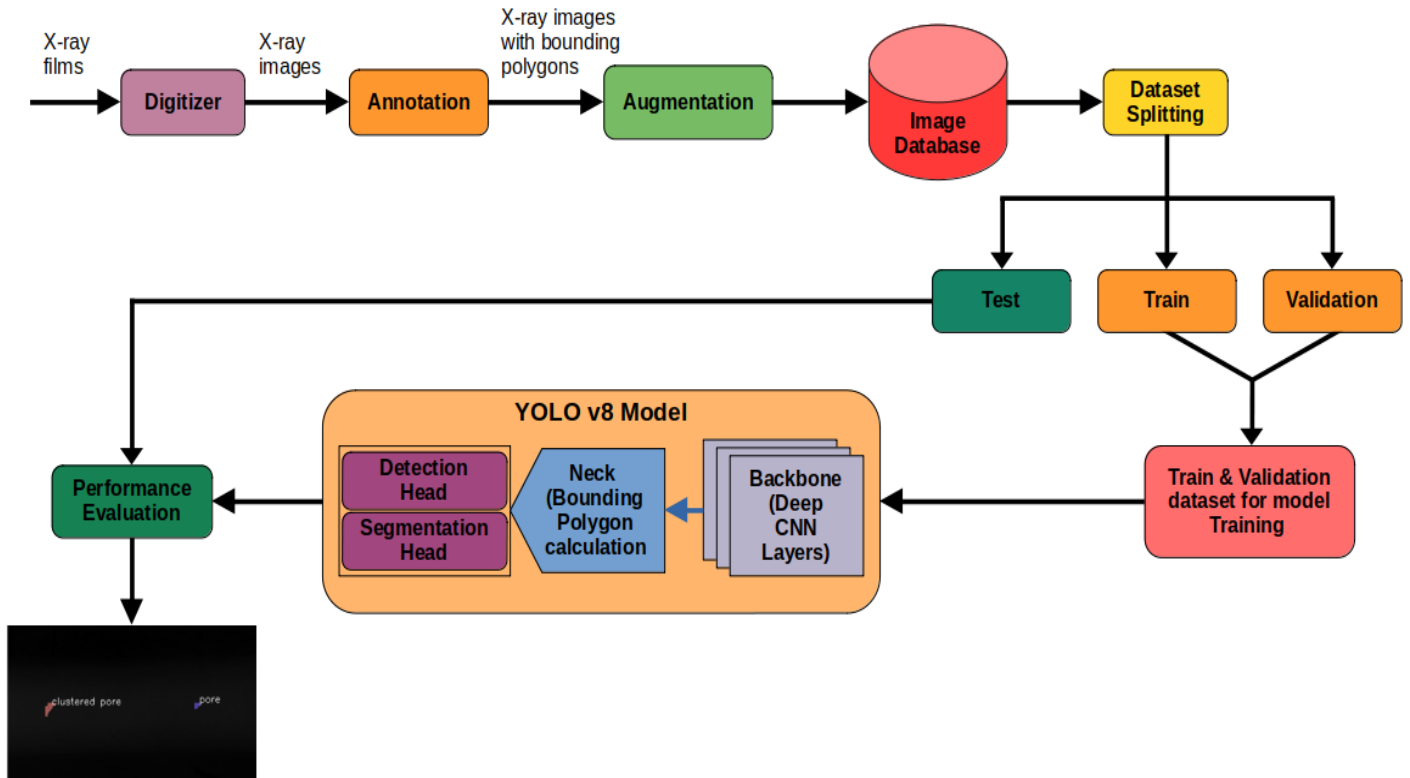 X-ray
films
X-ray
images
X-ray images
with bounding
polygons
Digitizer
Annotation
Augmentation
Image
Database
Dataset
Splitting
Test
Train
Validation
YOLO v8 Model
Detection
Head
Segmentation
Head
Neck
(Bounding
Polygon
calculation
Backbone
(Deep
CNN
Layers)
Train & Validation
dataset for model
Training
Performance
Evaluation
clustered pore
pore